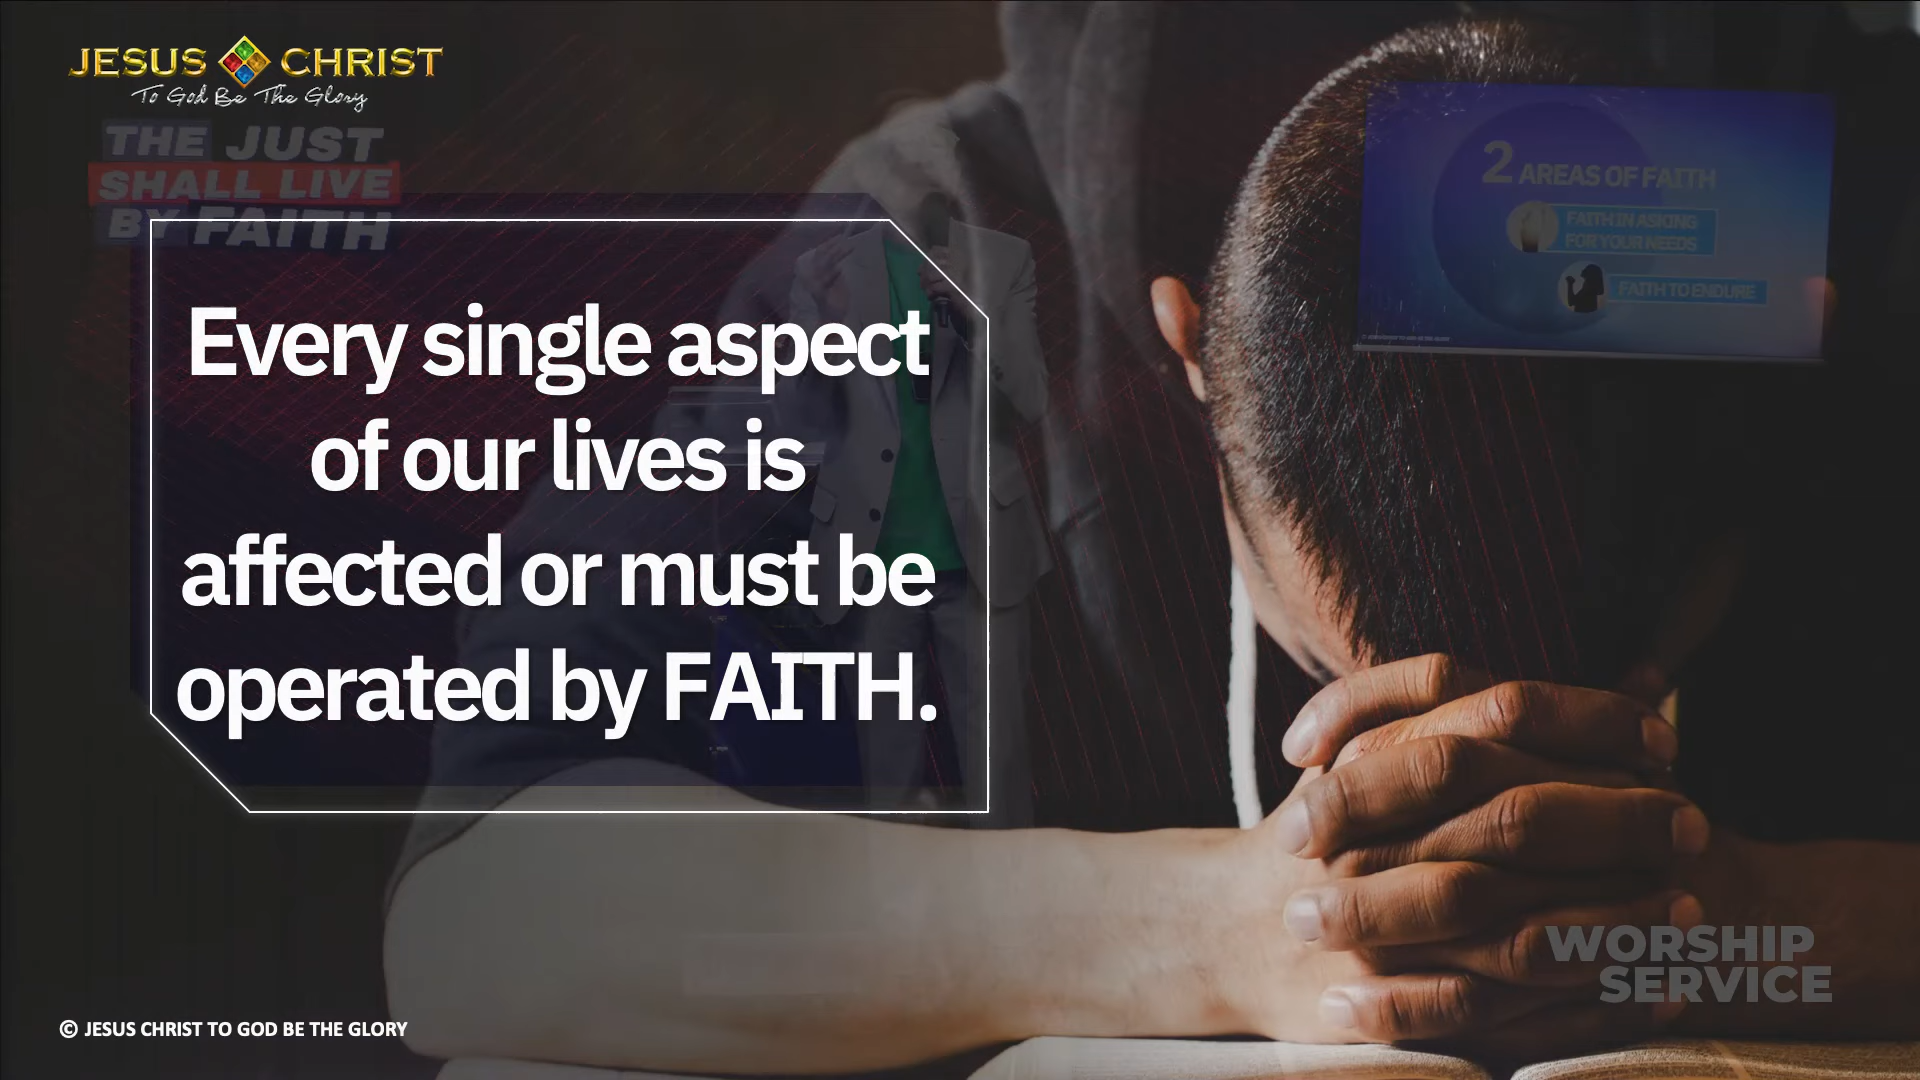 JESUS CHRIST
To God Be The Glory
THE JUST
SHALL LIVE
BY FAITH
2 AREAS OF FAITH
FAITH IN ASKING
FOR YOUR NEEDS
FAITH TO ENDURE
Every single aspect
of our lives is
affected or must be
operated by FAITH.
WORSHIP
SERVICE
© JESUS CHRIST TO GOD BE THE GLORY